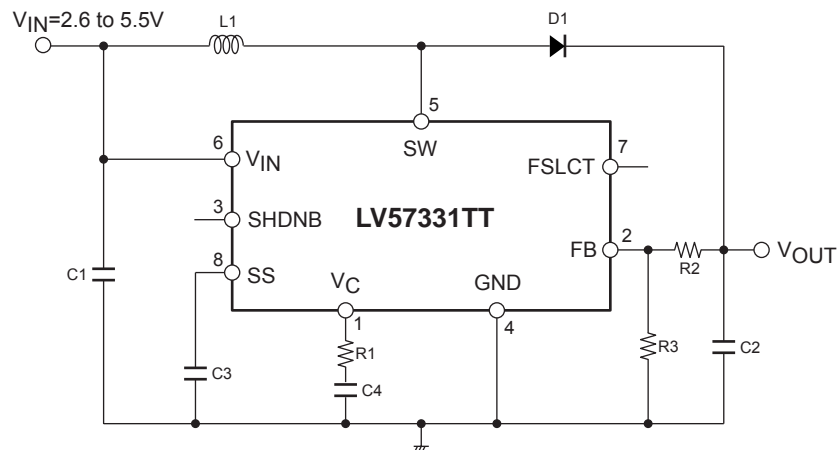 VIN=2.6 to 5.5V
L1
D1
5
6
VIN
SW
7
FSLCT
3
SHDNB
LV57331TT
2
FB
R2
VOUT
C1
8
SS
VC
GND
1
4
R1
R3
C2
C3
C4